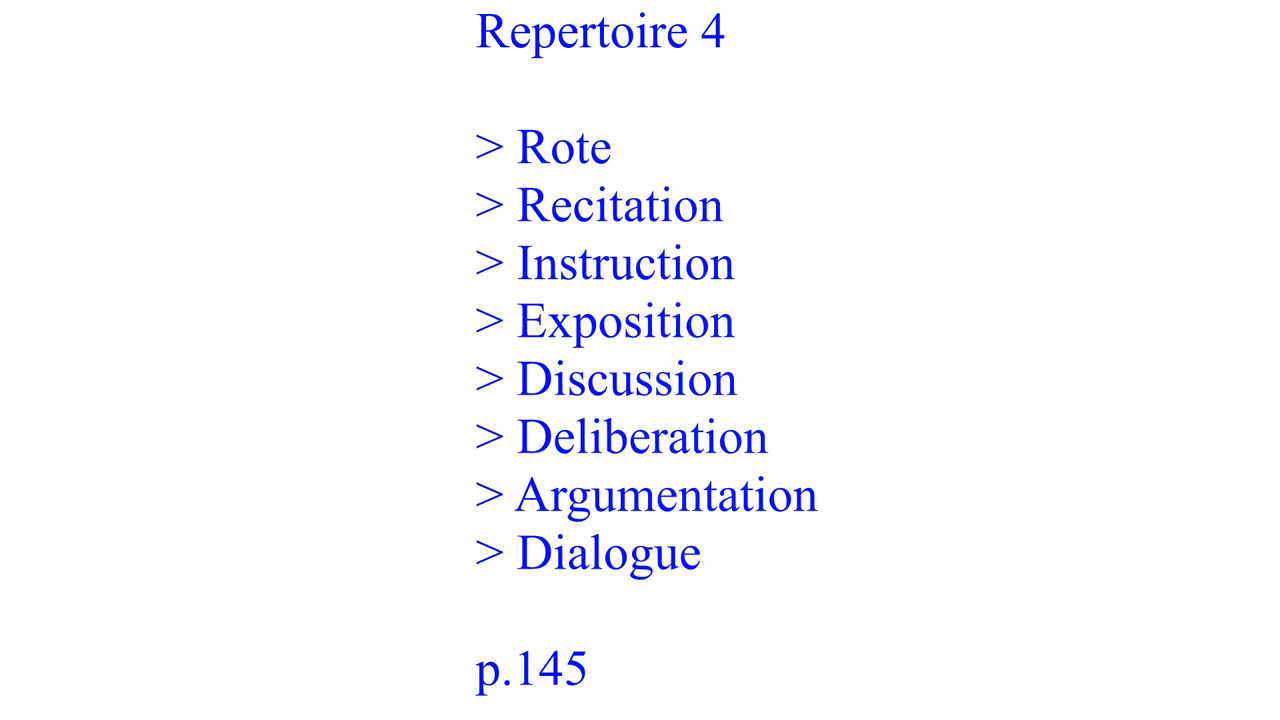 Repertoire 4
> Rote
> Recitation
> Instruction
> Exposition
> Discussion
> Deliberation
> Argumentation
> Dialogue
p.145